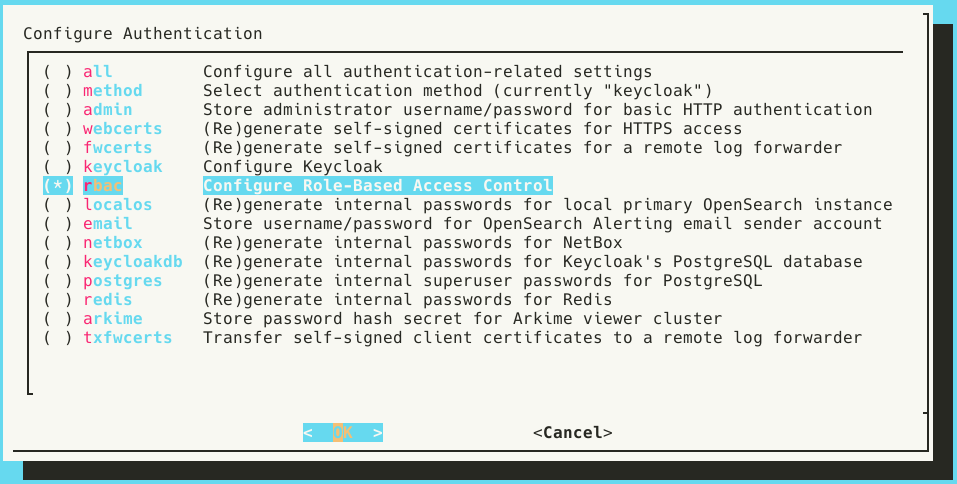 Configure Authentication
( ) all Configure all authentication-related settings
( ) method Select authentication method (currently "keycloak")
( ) admin Store administrator username/password for basic HTTP authentication
( ) webcerts (Re)generate self-signed certificates for HTTPS access
( ) fwcerts (Re)generate self-signed certificates for a remote log forwarder
( ) keycloak Configure Keycloak
(*) rbac Configure Role-Based Access Control
( ) localos (Re)generate internal passwords for local primary OpenSearch instance
( ) email Store username/password for OpenSearch Alerting email sender account
( ) netbox (Re)generate internal passwords for NetBox
( ) keycloakdb (Re)generate internal passwords for Keycloak's PostgreSQL database
( ) postgres (Re)generate internal superuser passwords for PostgreSQL
( ) redis (Re)generate internal passwords for Redis
( ) arkime Store password hash secret for Arkime viewer cluster
( ) txfwcerts Transfer self-signed client certificates to a remote log forwarder
< OK > <Cancel>